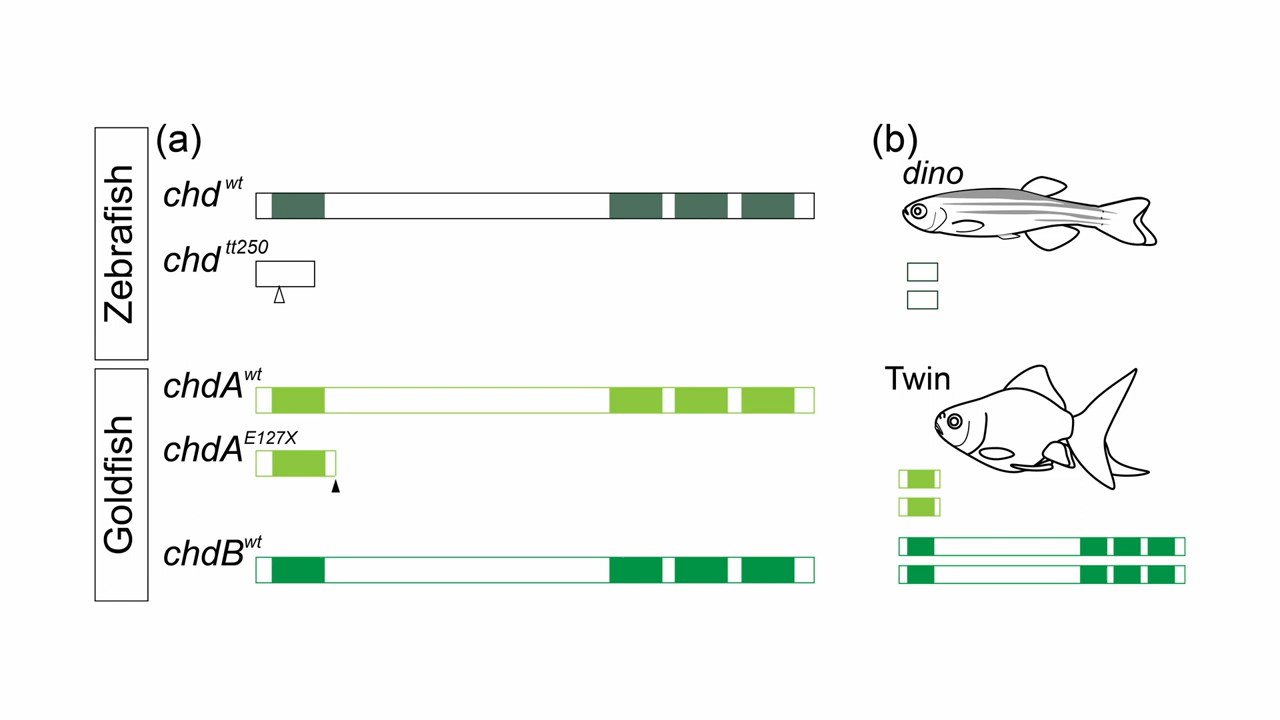 Zebrafish
(a)
chd wt
chd tt250
Goldfish
chdA wt
chdA E127X
chdB wt
(b)
dino
Twin